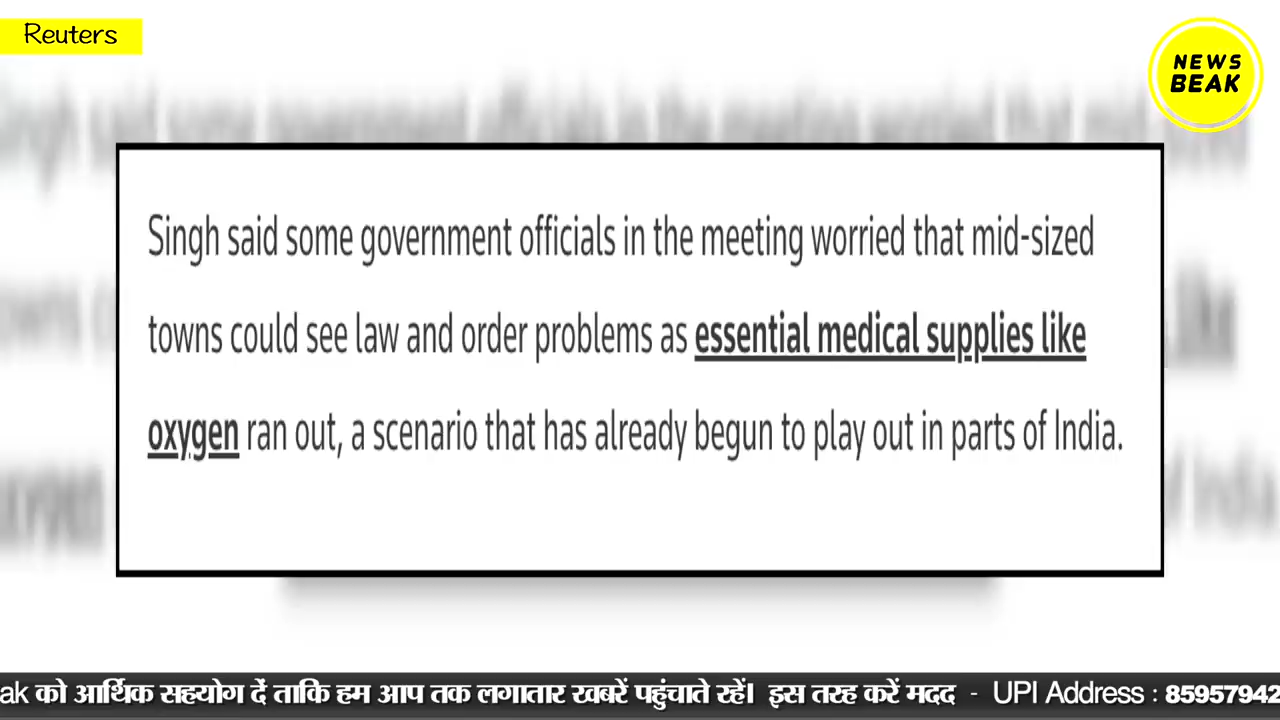 Reuters
NEWS
BEAK
Singh said some government officials in the meeting worried that mid-sized
towns could see law and order problems as essential medical supplies like
oxygen ran out, a scenario that has already begun to play out in parts of India.
ak को आर्थिक सहयोग दें ताकि हम आप तक लगातार खबरें पहुंचाते रहें। इस तरह करें मदद - UPI Address : 85957942